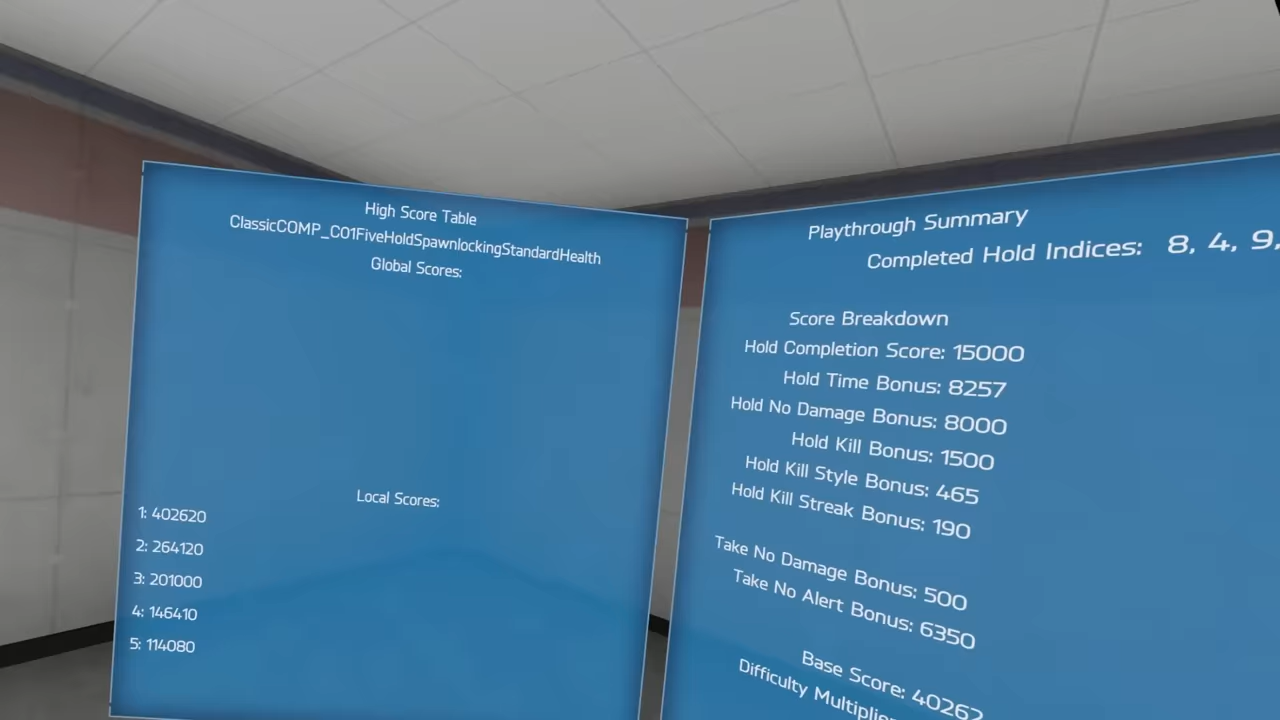 High Score Table
ClassicCOMP_C01FiveHoldSpawnlockingStandardHealth
Global Scores:
Local Scores:
1: 402620
2: 264120
3: 201000
4: 146410
5: 114080
Playthrough Summary
Completed Hold Indices: 8, 4, 9,
Score Breakdown
Hold Completion Score: 15000
Hold Time Bonus: 8257
Hold No Damage Bonus: 8000
Hold Kill Bonus: 1500
Hold Kill Style Bonus: 465
Hold Kill Streak Bonus: 190
Take No Damage Bonus: 500
Take No Alert Bonus: 6350
Base Score: 40262
Difficulty Multiplier